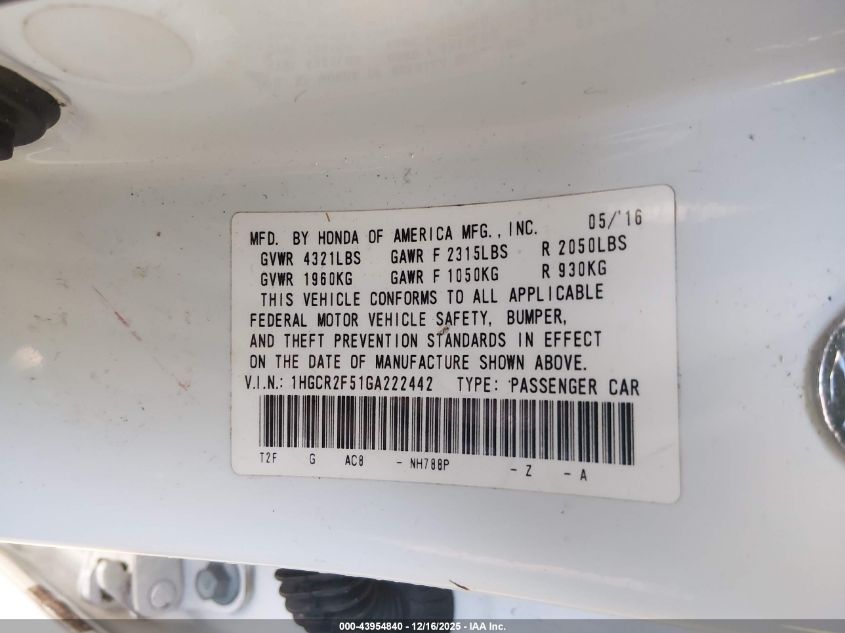 MFD. BY HONDA OF AMERICA MFG., INC. 05/'16
GVWR 4321LBS GAWR F 2315LBS R 2050LBS
GVWR 1960KG GAWR F 1050KG R 930KG
THIS VEHICLE CONFORMS TO ALL APPLICABLE
FEDERAL MOTOR VEHICLE SAFETY, BUMPER,
AND THEFT PREVENTION STANDARDS IN EFFECT
ON THE DATE OF MANUFACTURE SHOWN ABOVE.
V.I.N.: 1HGCR2F51GA222442 TYPE: PASSENGER CAR
T2F G AC8 - NH788P - Z - A
000-43954840 - 12/16/2025 - IAA Inc.